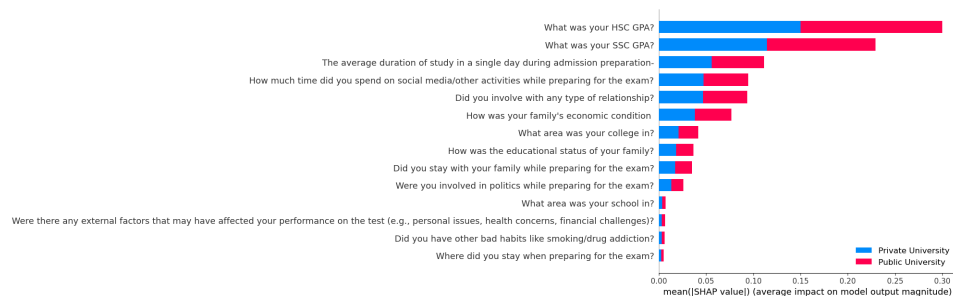 What was your HSC GPA?
What was your SSC GPA?
The average duration of study in a single day during admission preparation-
How much time did you spend on social media/other activities while preparing for the exam?
Did you involve with any type of relationship?
How was your family's economic condition
What area was your college in?
How was the educational status of your family?
Did you stay with your family while preparing for the exam?
Were you involved in politics while preparing for the exam?
What area was your school in?
Were there any external factors that may have affected your performance on the test (e.g., personal issues, health concerns, financial challenges)?
Did you have other bad habits like smoking/drug addiction?
Where did you stay when preparing for the exam?
Private University
Public University
0.00 0.05 0.10 0.15 0.20 0.25 0.30
mean(|SHAP value|) (average impact on model output magnitude)